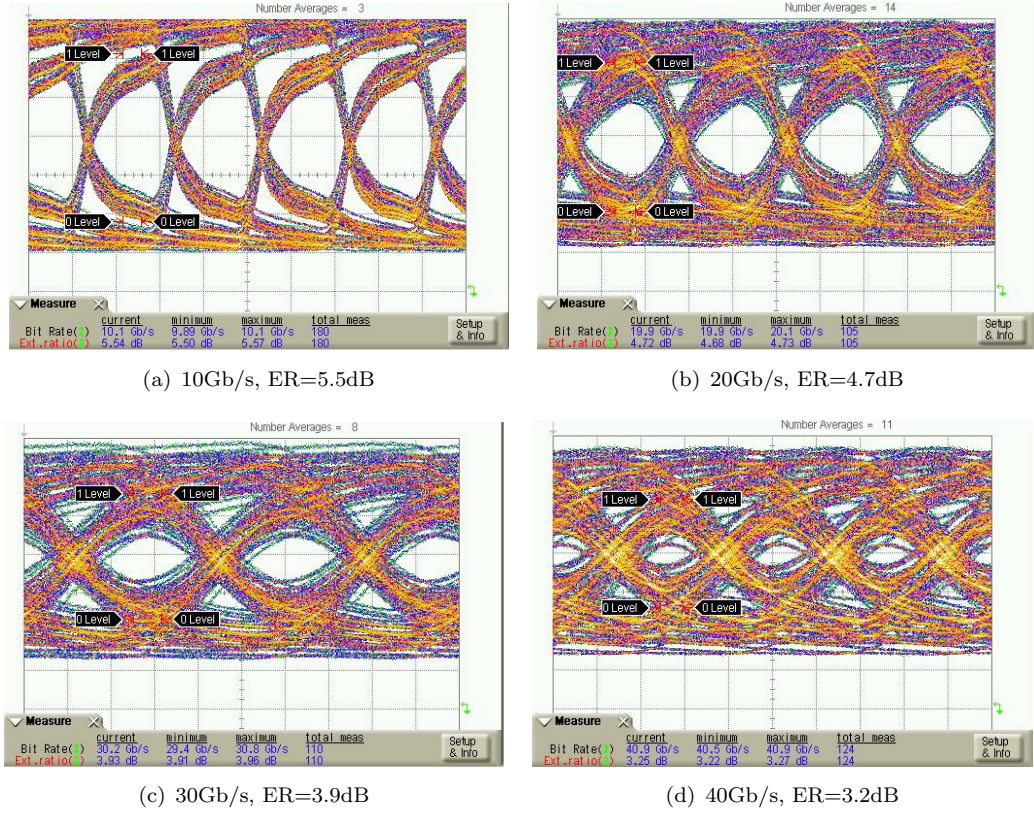 Number Averages = 3
1 Level 1 Level
0 Level 0 Level
Measure
current minimum maximum total meas
Bit Rate(2) 10.1 Gb/s 9.89 Gb/s 10.1 Gb/s 180
Ext.ratio(2) 5.54 dB 5.50 dB 5.57 dB 180
Setup
& Info
(a) 10Gb/s, ER=5.5dB
Number Averages = 14
1 Level 1 Level
0 Level 0 Level
Measure
current minimum maximum total meas
Bit Rate(2) 19.9 Gb/s 19.9 Gb/s 20.1 Gb/s 105
Ext.ratio(2) 4.72 dB 4.68 dB 4.73 dB 105
Setup
& Info
(b) 20Gb/s, ER=4.7dB
Number Averages = 8
1 Level 1 Level
0 Level 0 Level
Measure
current minimum maximum total meas
Bit Rate(2) 30.2 Gb/s 29.4 Gb/s 30.8 Gb/s 110
Ext.ratio(2) 3.93 dB 3.91 dB 3.96 dB 110
Setup
& Info
(c) 30Gb/s, ER=3.9dB
Number Averages = 11
1 Level 1 Level
0 Level 0 Level
Measure
current minimum maximum total meas
Bit Rate(2) 40.9 Gb/s 40.5 Gb/s 40.9 Gb/s 124
Ext.ratio(2) 3.25 dB 3.22 dB 3.27 dB 124
Setup
& Info
(d) 40Gb/s, ER=3.2dB